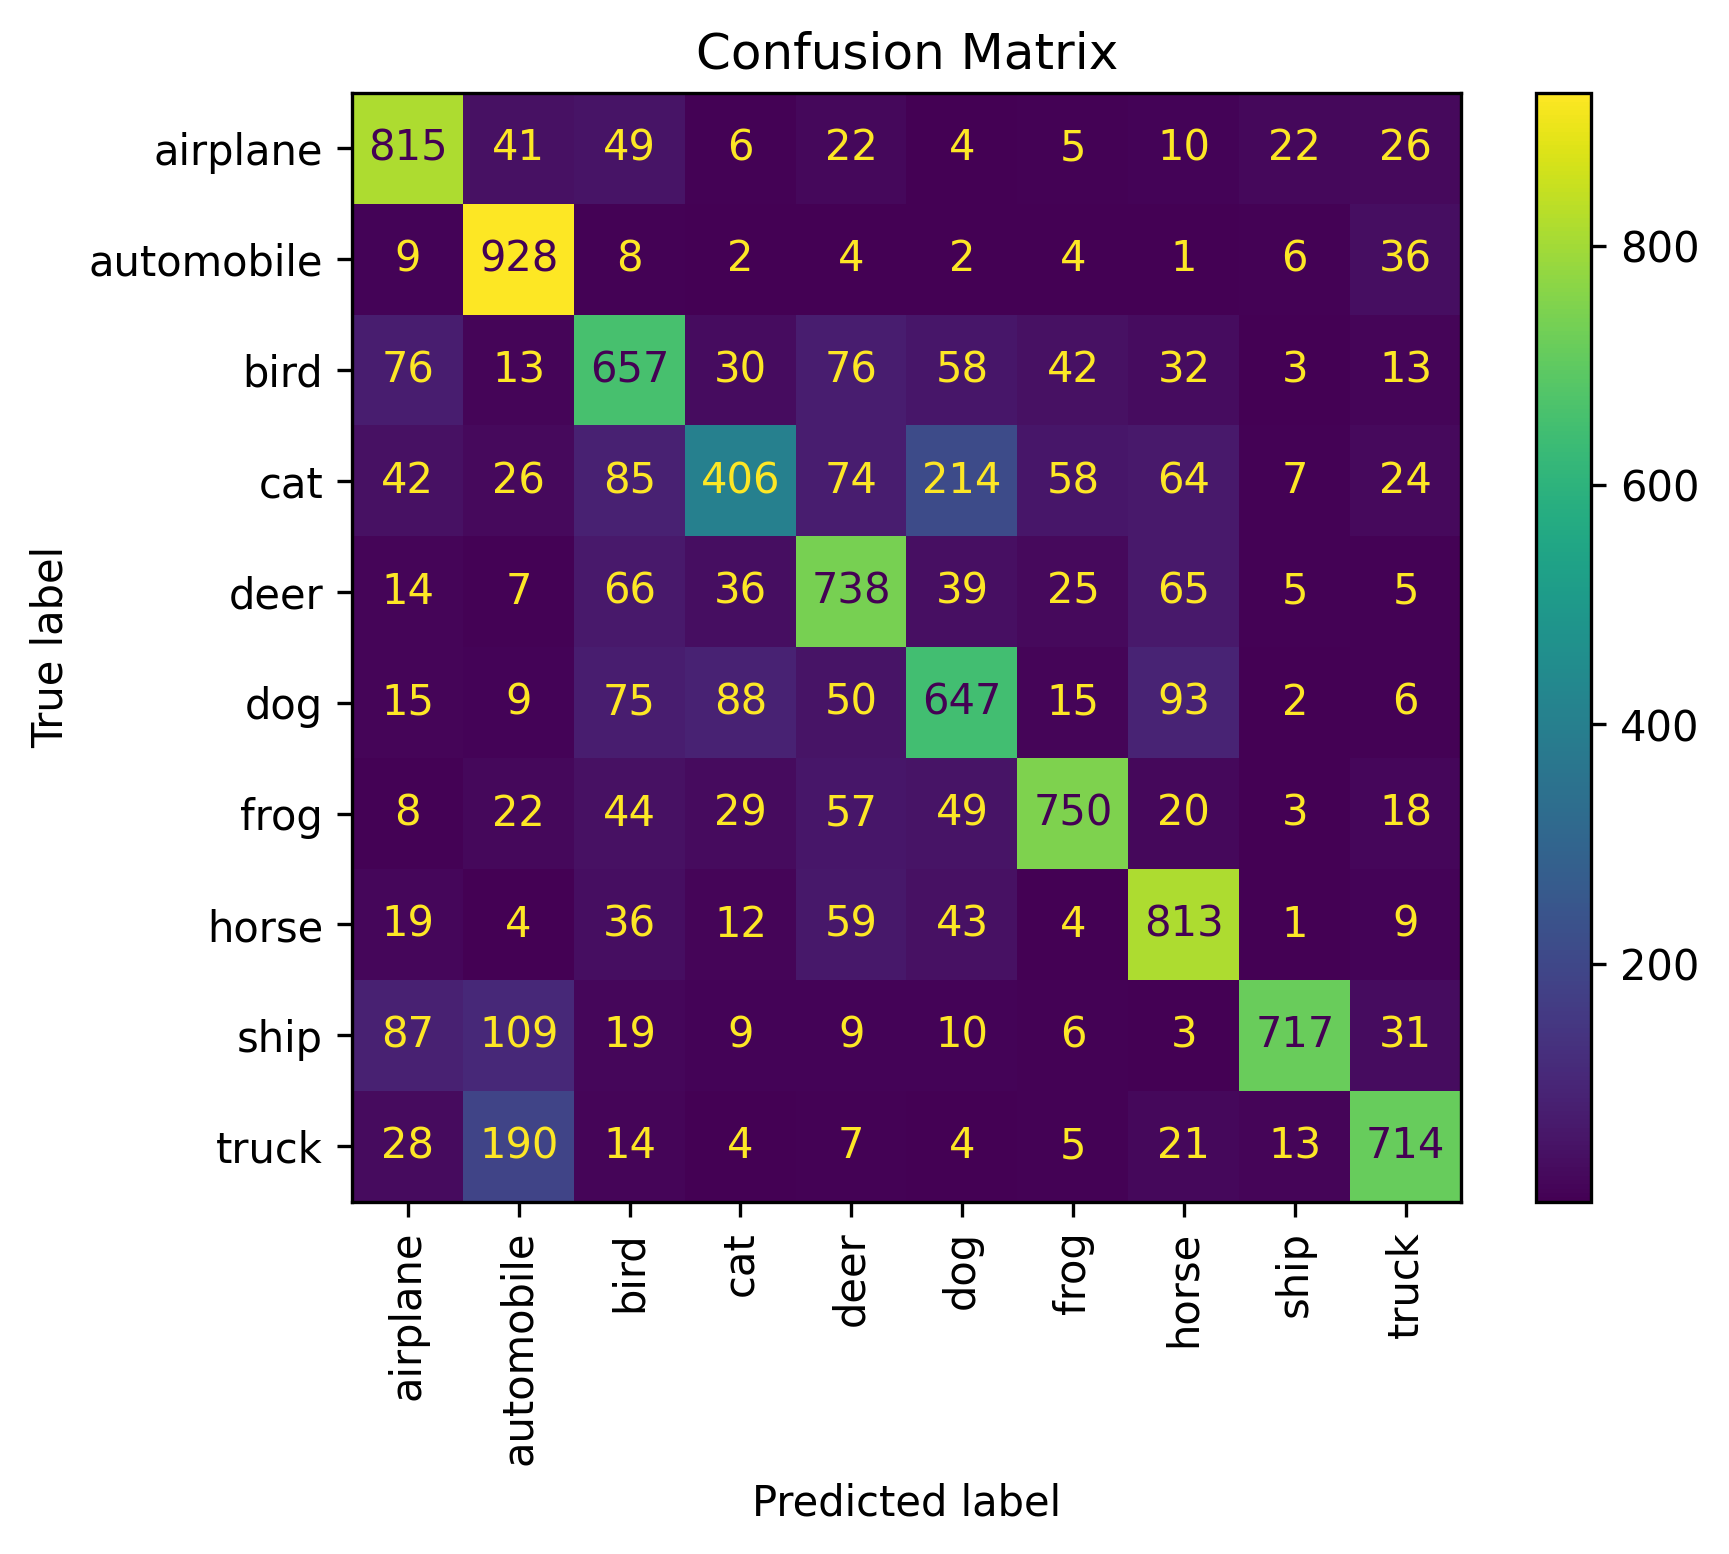 Confusion Matrix
airplane 815 41 49 6 22 4 5 10 22 26
automobile 9 928 8 2 4 2 4 1 6 36
bird 76 13 657 30 76 58 42 32 3 13
cat 42 26 85 406 74 214 58 64 7 24
deer 14 7 66 36 738 39 25 65 5 5
dog 15 9 75 88 50 647 15 93 2 6
frog 8 22 44 29 57 49 750 20 3 18
horse 19 4 36 12 59 43 4 813 1 9
ship 87 109 19 9 9 10 6 3 717 31
truck 28 190 14 4 7 4 5 21 13 714
True label
airplane automobile bird cat deer dog frog horse ship truck
Predicted label
800
600
400
200